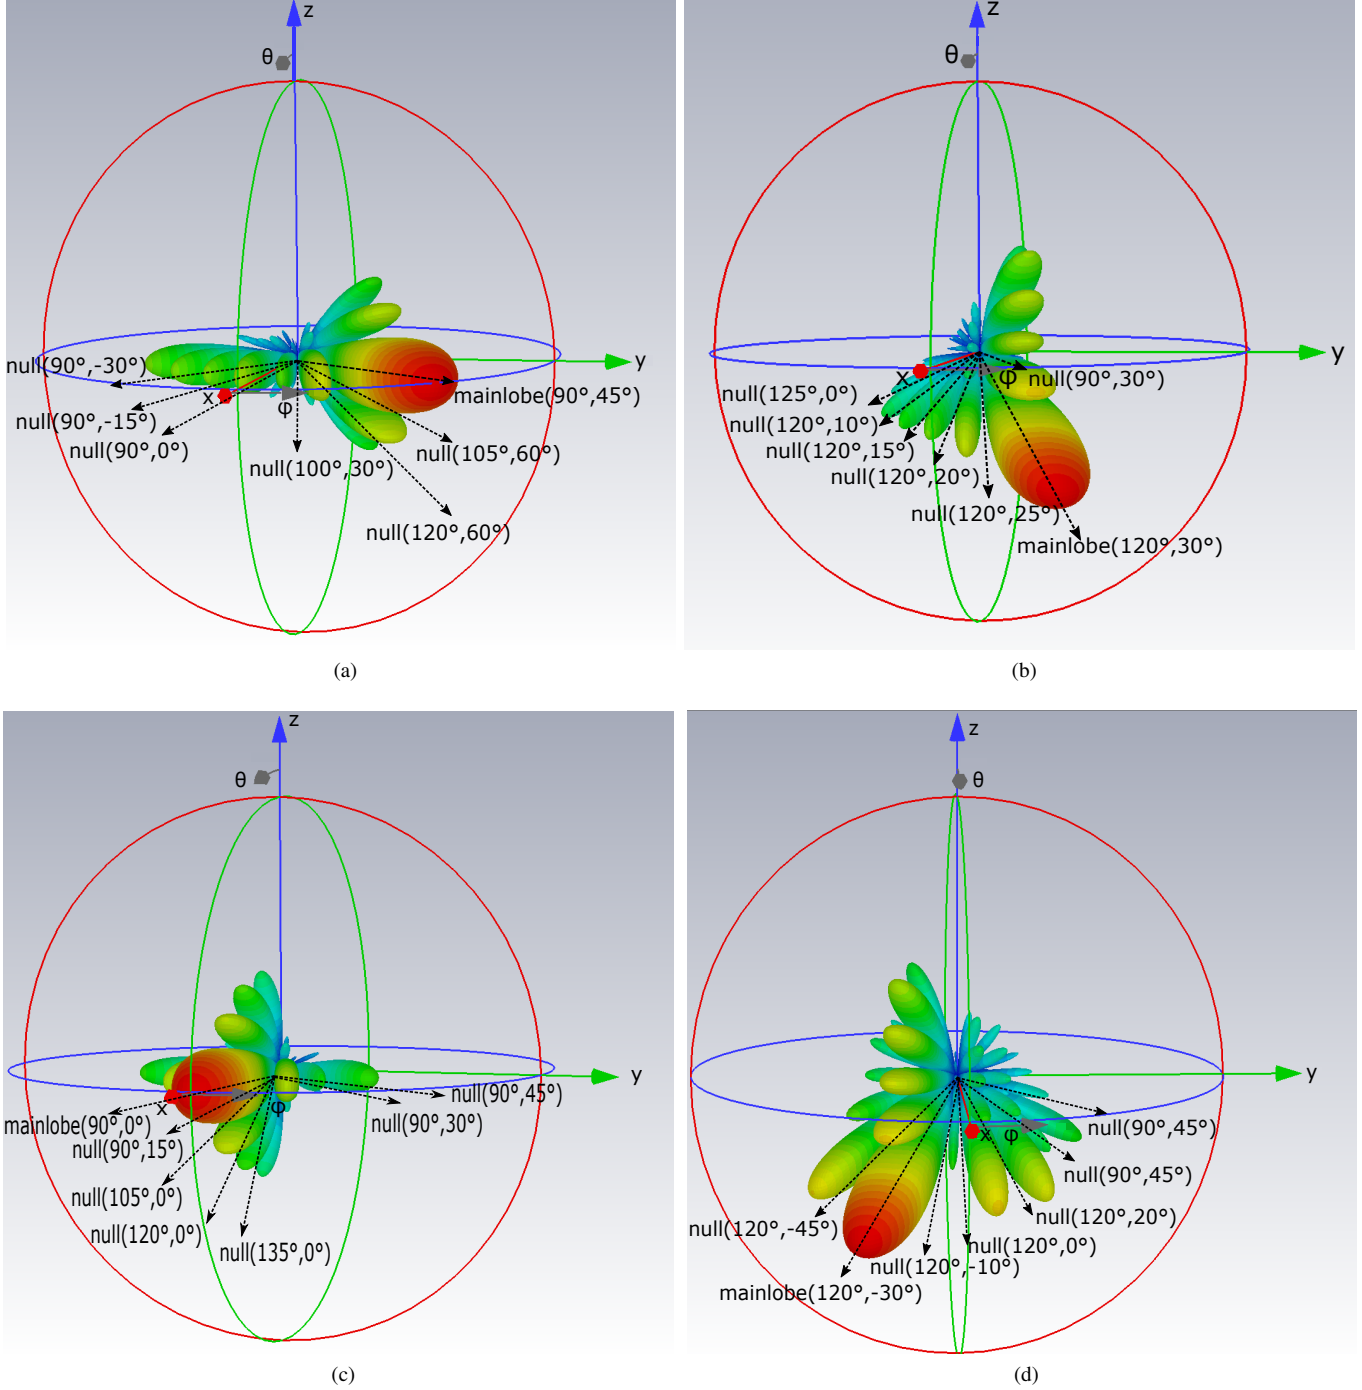 z
θ
y
null(90°,-30°)
mainlobe(90°,45°)
x
φ
null(90°,-15°)
null(90°,0°)
null(105°,60°)
null(100°,30°)
null(120°,60°)
(a)
z
θ
y
x
φ
null(90°,30°)
null(125°,0°)
null(120°,10°)
null(120°,15°)
null(120°,20°)
null(120°,25°)
mainlobe(120°,30°)
(b)
z
θ
y
null(90°,45°)
x
φ
mainlobe(90°,0°)
null(90°,30°)
null(90°,15°)
null(105°,0°)
null(120°,0°)
null(135°,0°)
(c)
z
θ
y
null(90°,45°)
x
φ
null(90°,45°)
null(120°,20°)
null(120°,-45°)
null(120°,0°)
null(120°,-10°)
mainlobe(120°,-30°)
(d)